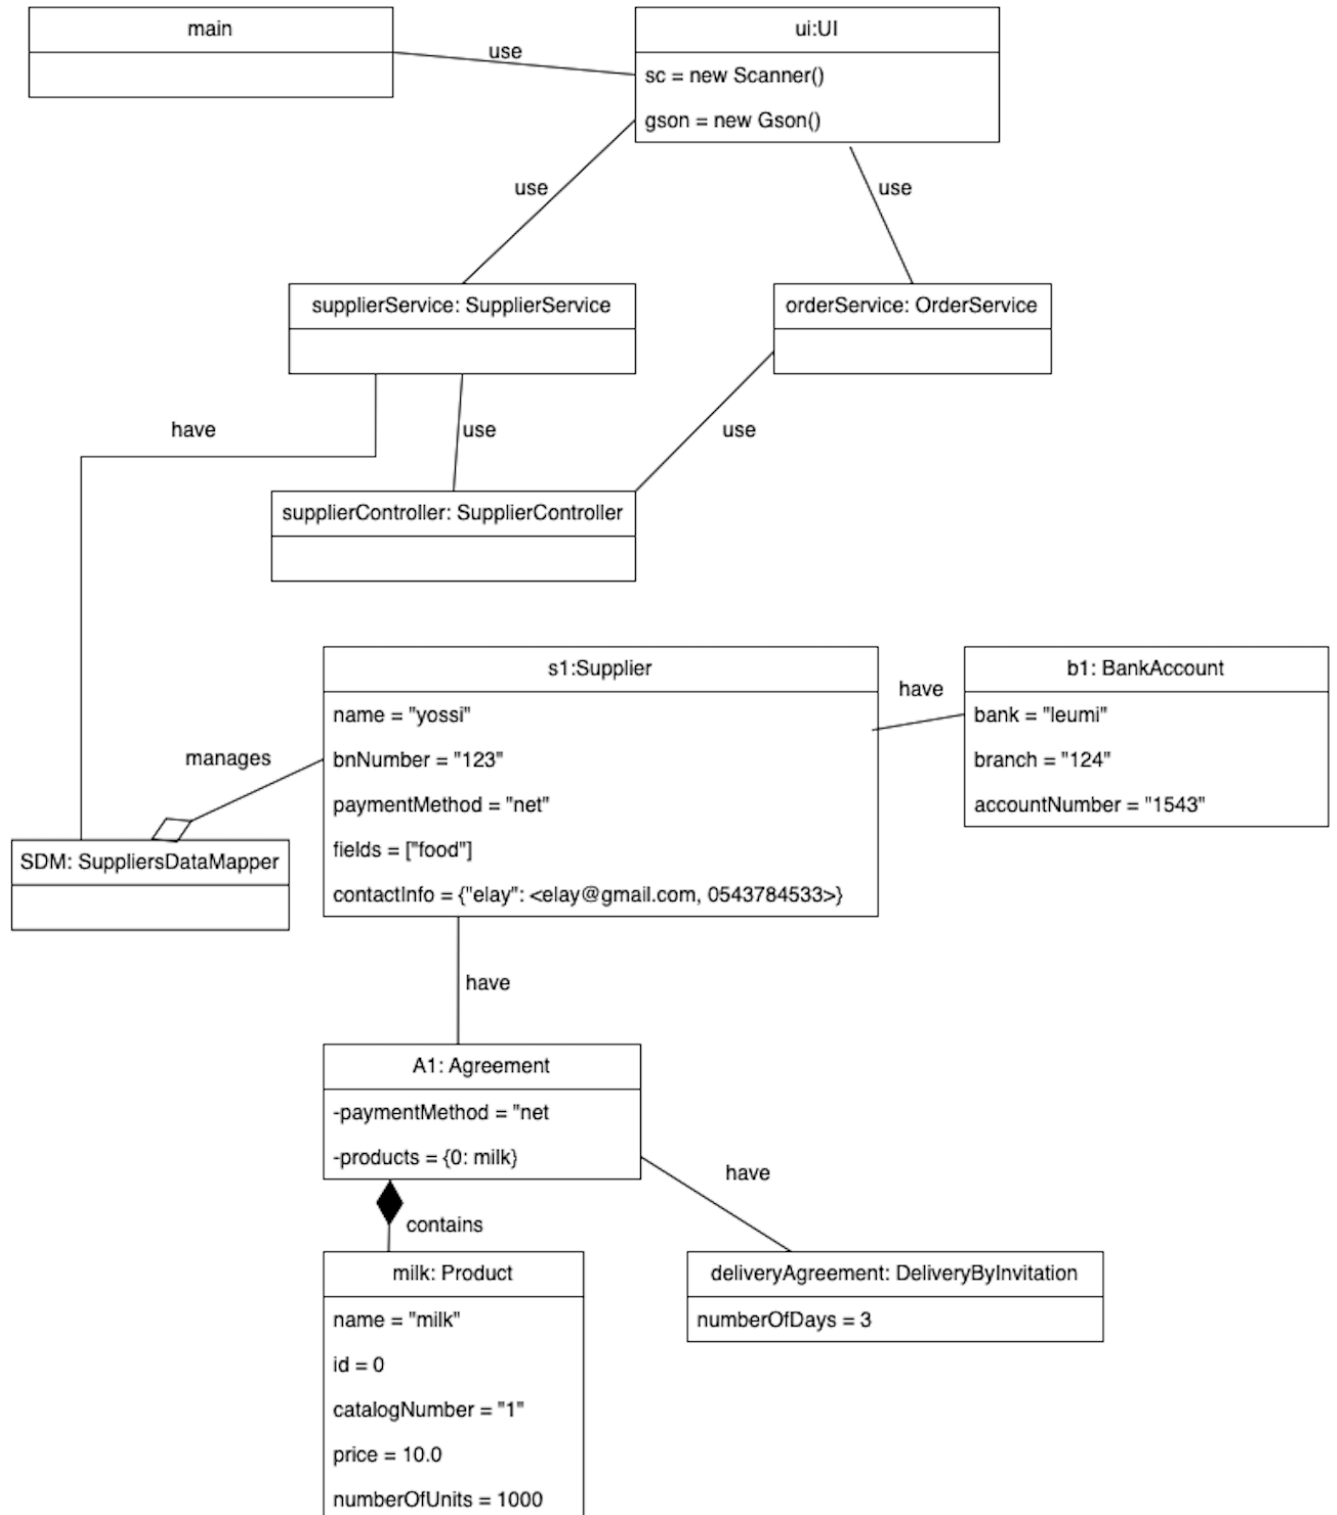 main
ui:UI
use
sc = new Scanner()
gson = new Gson()
use
use
supplierService: SupplierService
orderService: OrderService
have
use
use
supplierController: SupplierController
s1:Supplier
b1: BankAccount
have
name = "yossi"
bank = "leumi"
manages
bnNumber = "123"
branch = "124"
paymentMethod = "net"
accountNumber = "1543"
fields = ["food"]
SDM: SuppliersDataMapper
contactInfo = {"elay": <elay@gmail.com, 0543784533>}
have
A1: Agreement
-paymentMethod = "net
-products = {0: milk}
have
contains
milk: Product
deliveryAgreement: DeliveryByInvitation
name = "milk"
numberOfDays = 3
id = 0
catalogNumber = "1"
price = 10.0
numberOfUnits = 1000